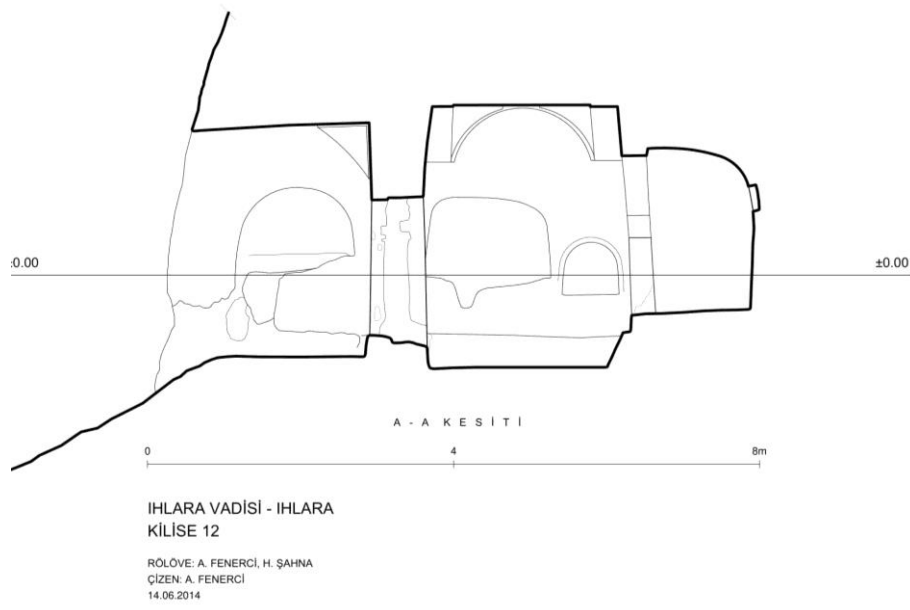 ±0.00
±0.00
A - A K E S İ T İ
0 4 8m
IHLARA VADİSİ - IHLARA
KİLİSE 12
RÖLÖVE: A. FENERCİ, H. ŞAHNA
ÇİZEN: A. FENERCİ
14.06.2014